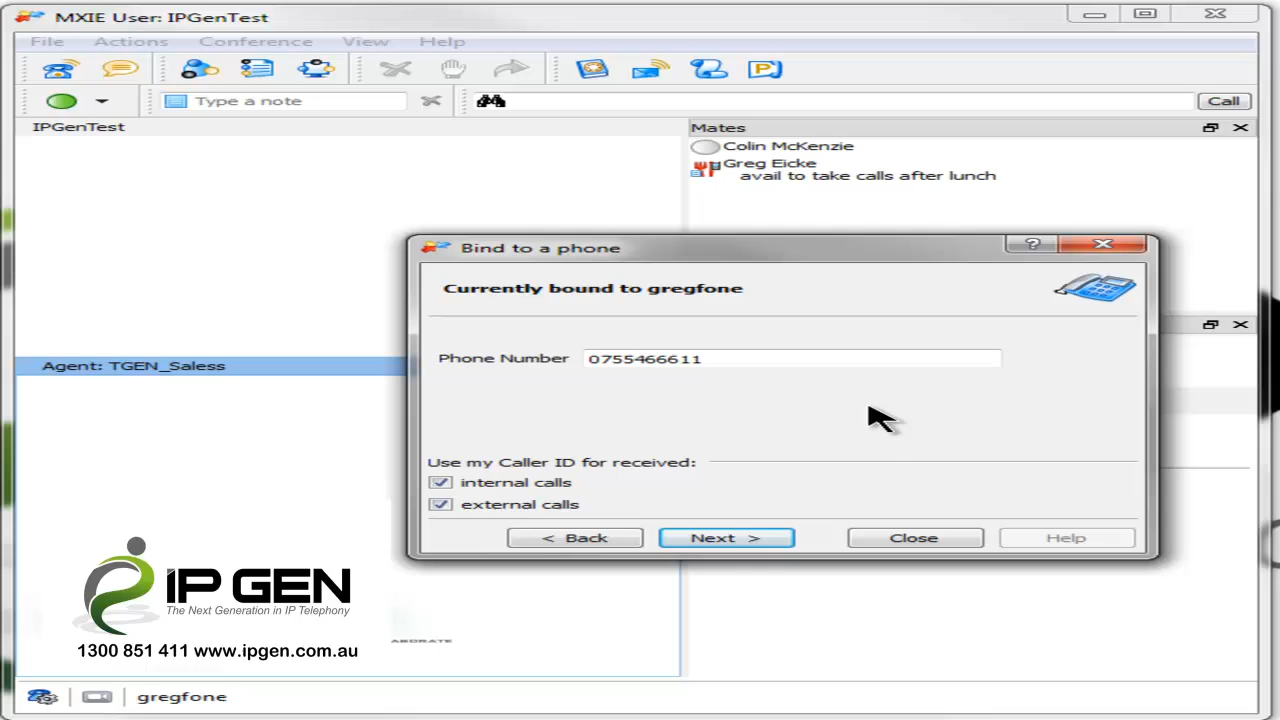 MXIE User: IPGenTest
File Actions Conference View Help
Type a note
Call
IPGenTest
Mates
Colin McKenzie
Greg Eicke
avail to take calls after lunch
Bind to a phone
Currently bound to gregfone
Phone Number 0755466611
Agent: TGEN_Saless
Use my Caller ID for received:
internal calls
external calls
< Back Next > Close Help
IP GEN
The Next Generation in IP Telephony
1300 851 411 www.ipgen.com.au
gregfone